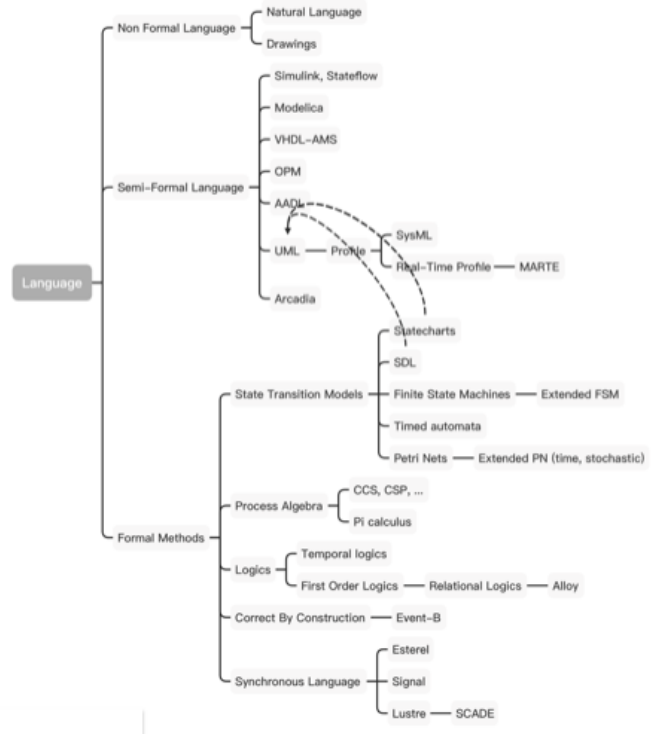 Language
Non Formal Language
Natural Language
Drawings
Semi-Formal Language
Simulink, Stateflow
Modelica
VHDL-AMS
OPM
AADL
UML
Profile
SysML
Real-Time Profile
MARTE
Arcadia
Formal Methods
State Transition Models
Statecharts
SDL
Finite State Machines
Extended FSM
Timed automata
Petri Nets
Extended PN (time, stochastic)
Process Algebra
CCS, CSP, ...
Pi calculus
Logics
Temporal logics
First Order Logics
Relational Logics
Alloy
Correct By Construction
Event-B
Synchronous Language
Esterel
Signal
Lustre
SCADE